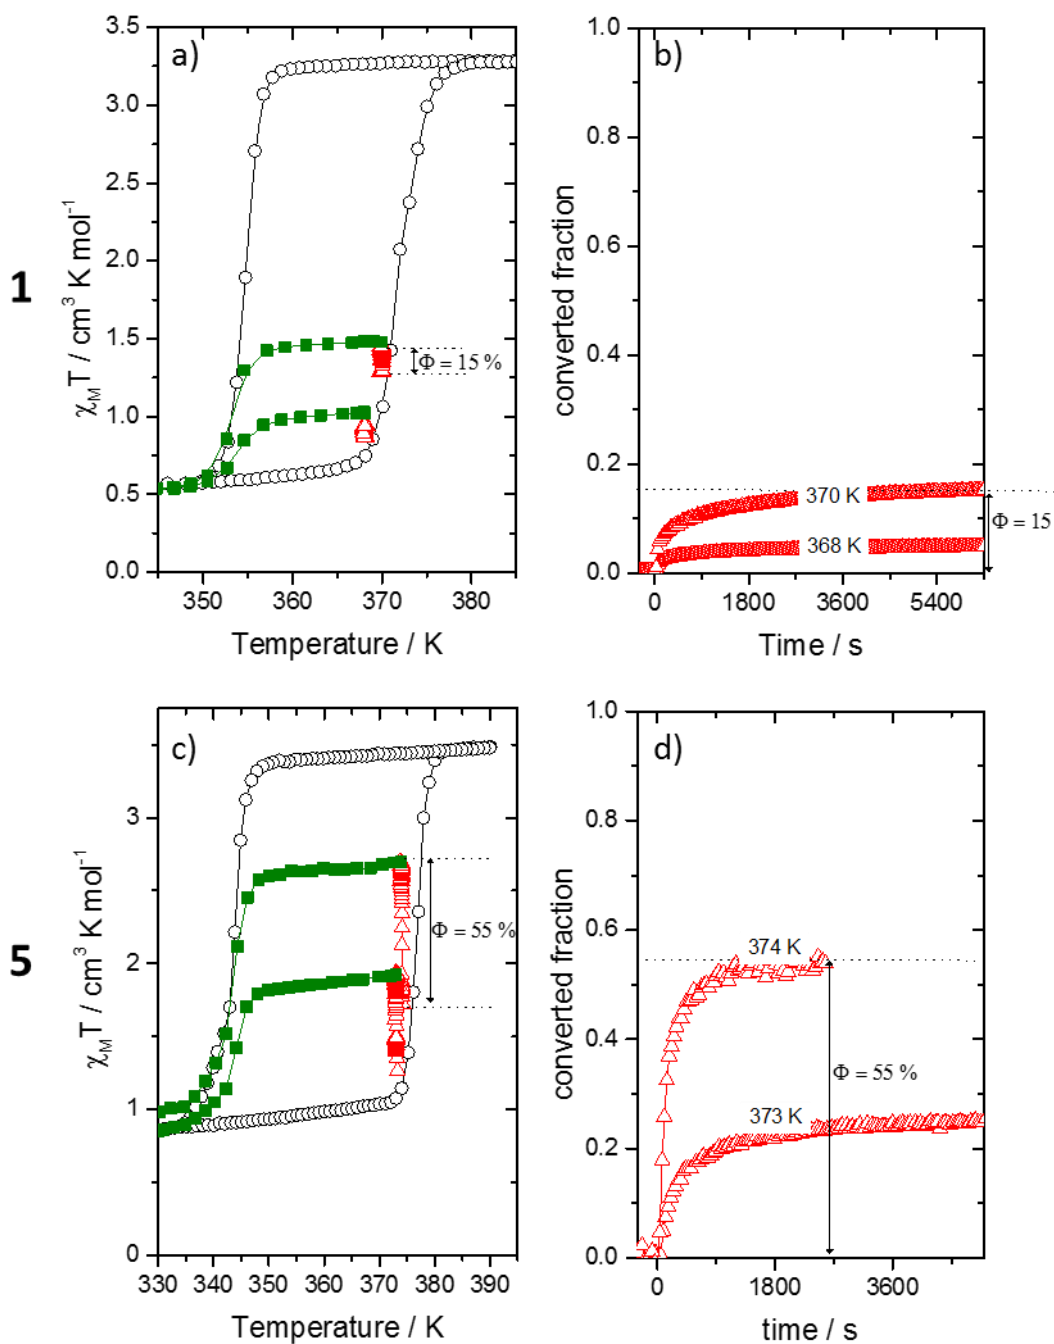 a)
3.5
3.0
2.5
2.0
1.5
1.0
0.5
0.0
χ_M T / cm³ K mol⁻¹
Φ = 15 %
350 360 370 380
Temperature / K
1
b)
1.0
0.8
0.6
0.4
0.2
0.0
converted fraction
370 K
368 K
Φ = 15
0 1800 3600 5400
Time / s
c)
3
2
1
0
χ_M T / cm³ K mol⁻¹
Φ = 55 %
330 340 350 360 370 380 390
Temperature / K
5
d)
1.0
0.8
0.6
0.4
0.2
0.0
converted fraction
374 K
373 K
Φ = 55 %
0 1800 3600
time / s